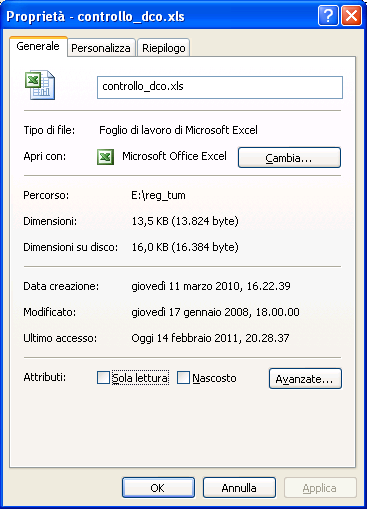 Proprietà - controllo_dco.xls
Generale Personalizza Riepilogo
controllo_dco.xls
Tipo di file: Foglio di lavoro di Microsoft Excel
Apri con: Microsoft Office Excel Cambia...
Percorso: E:\reg_tum
Dimensioni: 13,5 KB (13.824 byte)
Dimensioni su disco: 16,0 KB (16.384 byte)
Data creazione: giovedì 11 marzo 2010, 16.22.39
Modificato: giovedì 17 gennaio 2008, 18.00.00
Ultimo accesso: Oggi 14 febbraio 2011, 20.28.37
Attributi: Sola lettura Nascosto Avanzate...
OK Annulla Applica